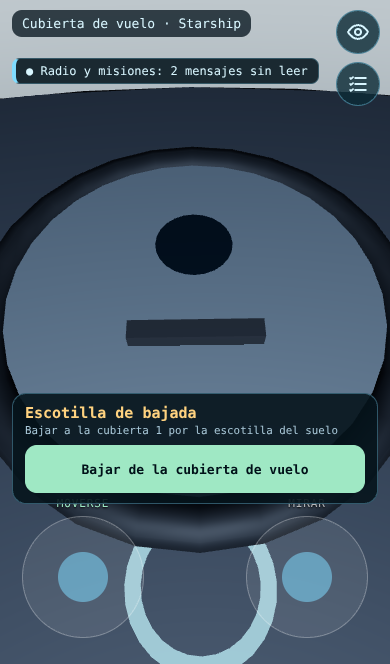 Cubierta de vuelo · Starship
● Radio y misiones: 2 mensajes sin leer
Escotilla de bajada
Bajar a la cubierta 1 por la escotilla del suelo
Bajar de la cubierta de vuelo
MOVERSE
MIRAR